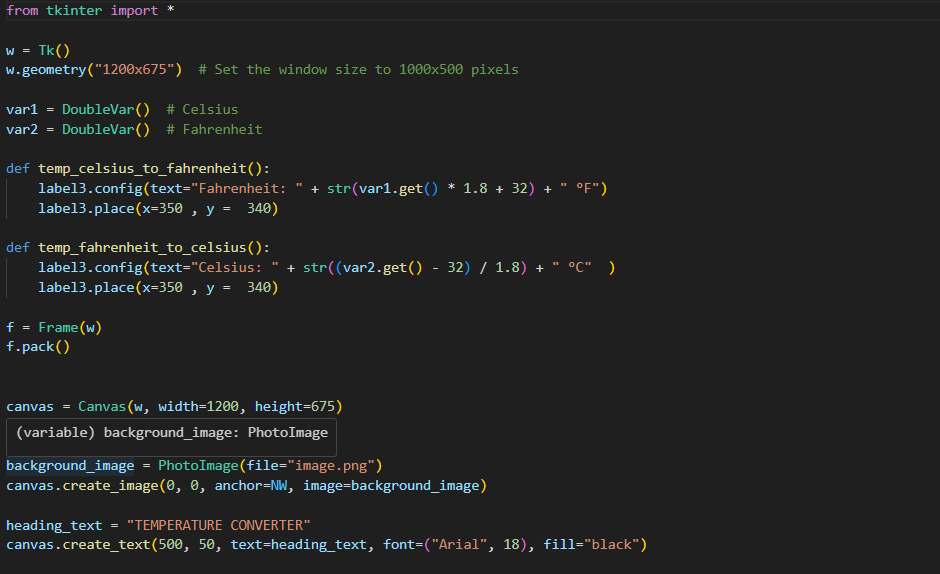 from tkinter import *
w = Tk()
w.geometry("1200x675")  # Set the window size to 1000x500 pixels
var1 = DoubleVar()  # Celsius
var2 = DoubleVar()  # Fahrenheit
def temp_celsius_to_fahrenheit():
    label3.config(text="Fahrenheit: " + str(var1.get() * 1.8 + 32) + " °F")
    label3.place(x=350 , y =  340)
def temp_fahrenheit_to_celsius():
    label3.config(text="Celsius: " + str((var2.get() - 32) / 1.8) + " °C"  )
    label3.place(x=350 , y =  340)
f = Frame(w)
f.pack()
canvas = Canvas(w, width=1200, height=675)
(variable) background_image: PhotoImage
background_image = PhotoImage(file="image.png")
canvas.create_image(0, 0, anchor=NW, image=background_image)
heading_text = "TEMPERATURE CONVERTER"
canvas.create_text(500, 50, text=heading_text, font=("Arial", 18), fill="black")